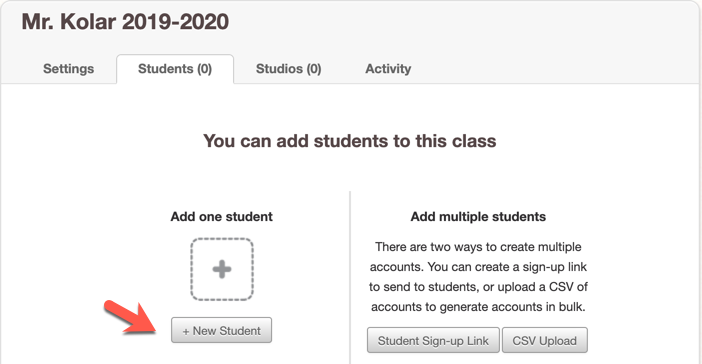 Mr. Kolar 2019-2020
Settings
Students (0)
Studios (0)
Activity
You can add students to this class
Add one student
+ New Student
Add multiple students
There are two ways to create multiple
accounts. You can create a sign-up link
to send to students, or upload a CSV of
accounts to generate accounts in bulk.
Student Sign-up Link
CSV Upload